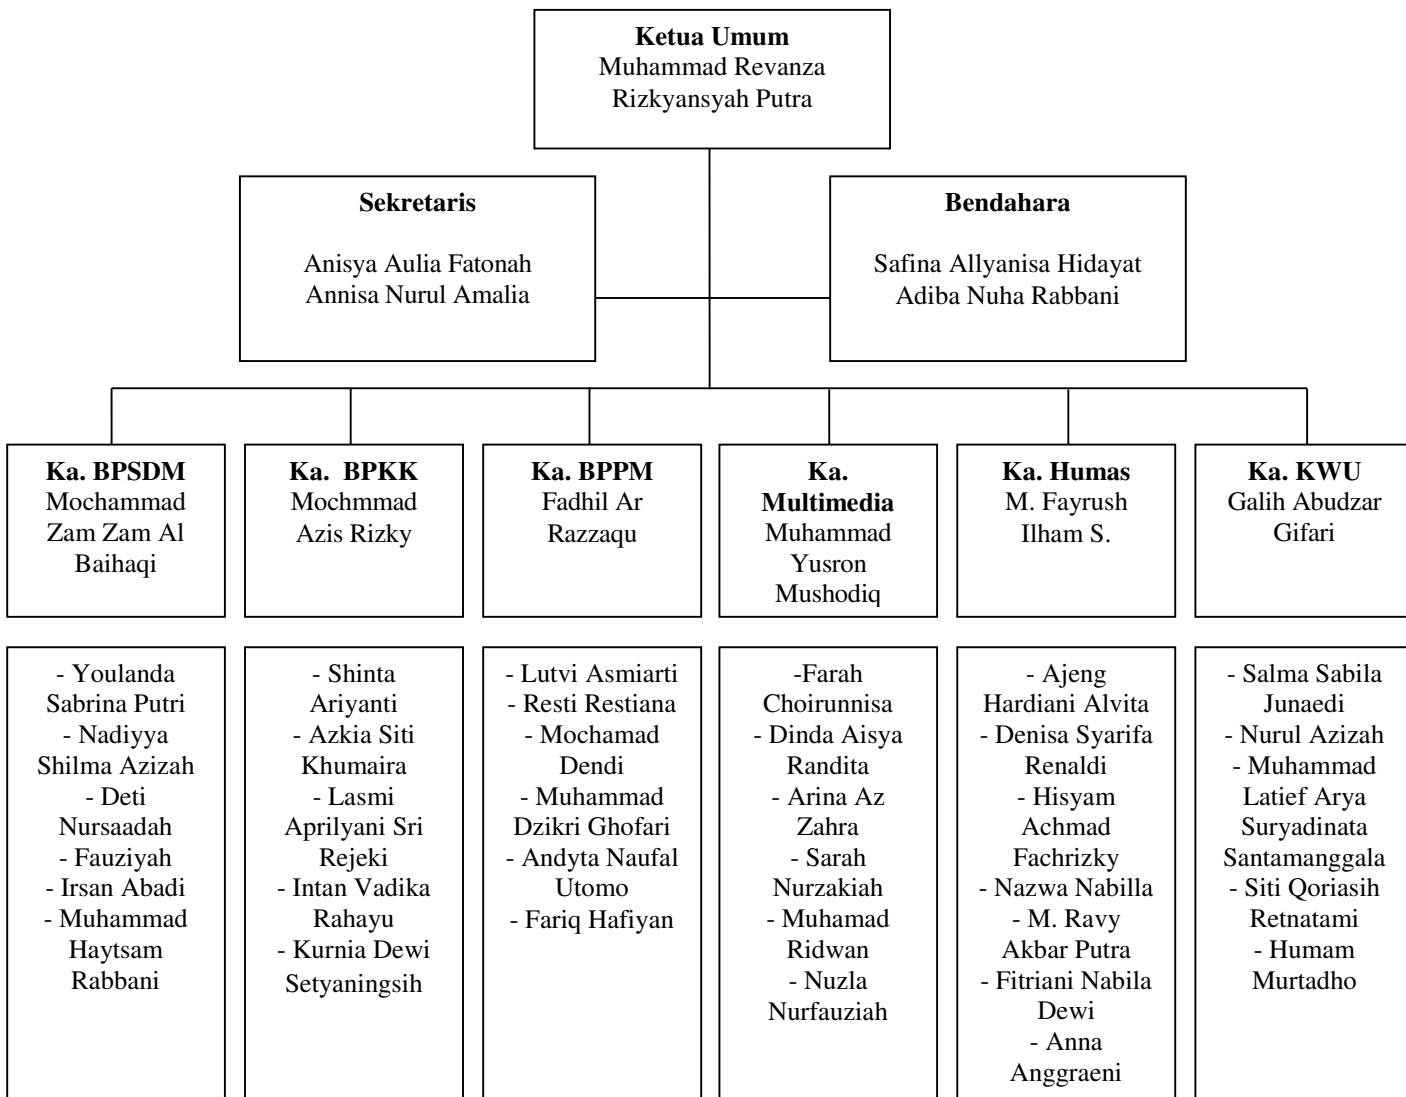 Ketua Umum
Muhammad Revanza
Rizkyansyah Putra
Sekretaris
Anisya Aulia Fatonah
Annisa Nurul Amalia
Bendahara
Safina Allyanisa Hidayat
Adiba Nuha Rabbani
Ka. BPSDM
Mochammad
Zam Zam Al
Baihaqi
Ka. BPKK
Mochmmad
Azis Rizky
Ka. BPPM
Fadhil Ar
Razzaqu
Ka.
Multimedia
Muhammad
Yusron
Mushodiq
Ka. Humas
M. Fayrush
Ilham S.
Ka. KWU
Galih Abudzar
Gifari
- Youlanda
Sabrina Putri
- Nadiyya
Shilma Azizah
- Deti
Nursaadah
- Fauziyah
- Irsan Abadi
- Muhammad
Haytsam
Rabbani
- Shinta
Ariyanti
- Azkia Siti
Khumaira
- Lasmi
Aprilyani Sri
Rejeki
- Intan Vadika
Rahayu
- Kurnia Dewi
Setyaningsih
- Lutvi Asmiarti
- Resti Restiana
- Mochamad
Dendi
- Muhammad
Dzikri Ghofari
- Andyta Naufal
Utomo
- Fariq Hafiyan
-Farah
Choirunnisa
- Dinda Aisya
Randita
- Arina Az
Zahra
- Sarah
Nurzakiah
- Muhamad
Ridwan
- Nuzla
Nurfauziah
- Ajeng
Hardiani Alvita
- Denisa Syarifa
Renaldi
- Hisyam
Achmad
Fachrizky
- Nazwa Nabilla
- M. Ravy
Akbar Putra
- Fitriani Nabila
Dewi
- Anna
Anggraeni
- Salma Sabila
Junaedi
- Nurul Azizah
- Muhammad
Latief Arya
Suryadinata
Santamanggala
- Siti Qoriasih
Retnatami
- Humam
Murtadho